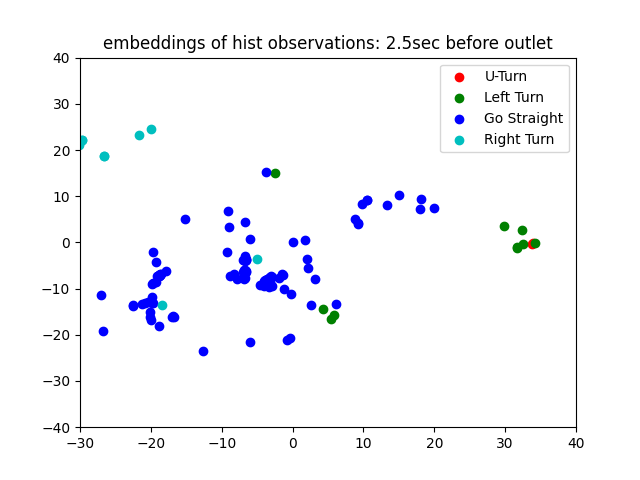 embeddings of hist observations: 2.5sec before outlet
U-Turn
Left Turn
Go Straight
Right Turn
40
30
20
10
0
−10
−20
−30
−40
−30 −20 −10 0 10 20 30 40